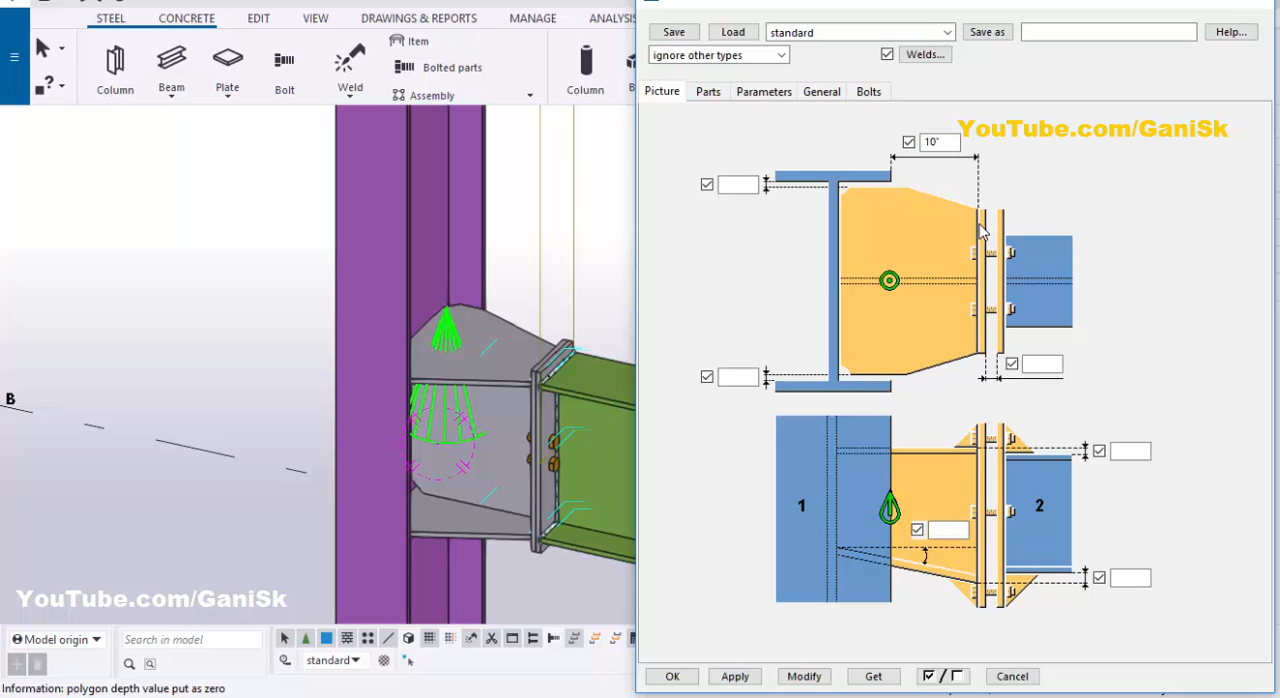 STEEL CONCRETE EDIT VIEW DRAWINGS & REPORTS MANAGE ANALYSIS
Item
Bolted parts
Column Beam Plate Bolt Weld Column
Assembly
B
YouTube.com/GaniSk
Model origin Search in model
standard
Information: polygon depth value put as zero
Save Load standard Save as Help...
ignore other types Welds...
Picture Parts Parameters General Bolts
YouTube.com/GaniSk
10"
1 2
OK Apply Modify Get / Cancel